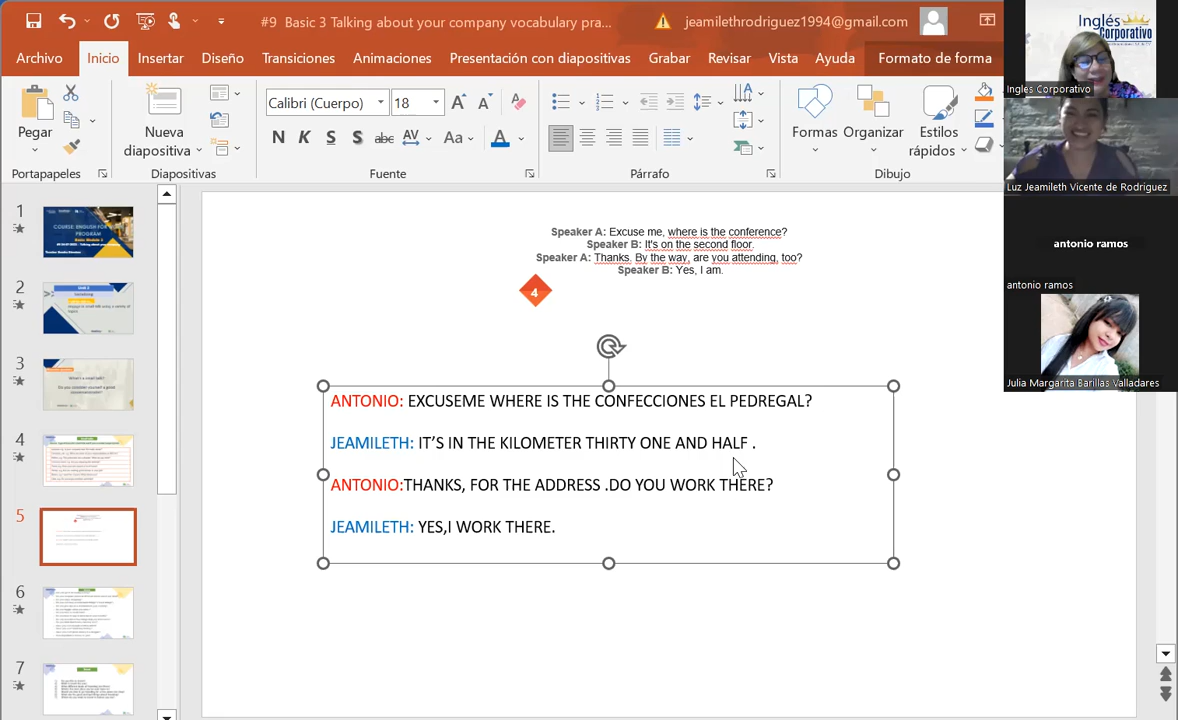 #9 Basic 3 Talking about your company vocabulary pra...
jeamilethrodriguez1994@gmail.com
Archivo
Inicio
Insertar
Diseño
Transiciones
Animaciones
Presentación con diapositivas
Grabar
Revisar
Vista
Ayuda
Formato de forma
Pegar
Portapapeles
Nueva
diapositiva
Diapositivas
Calibri (Cuerpo)
18
N K S S abc AV Aa A
Fuente
Párrafo
Formas
Organizar
Estilos
rápidos
Dibujo
Inglés
Corporativo
Ingles Corporativo
Luz Jeamileth Vicente de Rodriguez
antonio ramos
antonio ramos
Julia Margarita Barillas Valladares
1
2
3
4
5
6
7
Speaker A: Excuse me, where is the conference?
Speaker B: It's on the second floor.
Speaker A: Thanks. By the way, are you attending, too?
Speaker B: Yes, I am.
4
ANTONIO: EXCUSEME WHERE IS THE CONFECCIONES EL PEDREGAL?
JEAMILETH: IT'S IN THE KILOMETER THIRTY ONE AND HALF .
ANTONIO:THANKS, FOR THE ADDRESS .DO YOU WORK THERE?
JEAMILETH: YES,I WORK THERE.